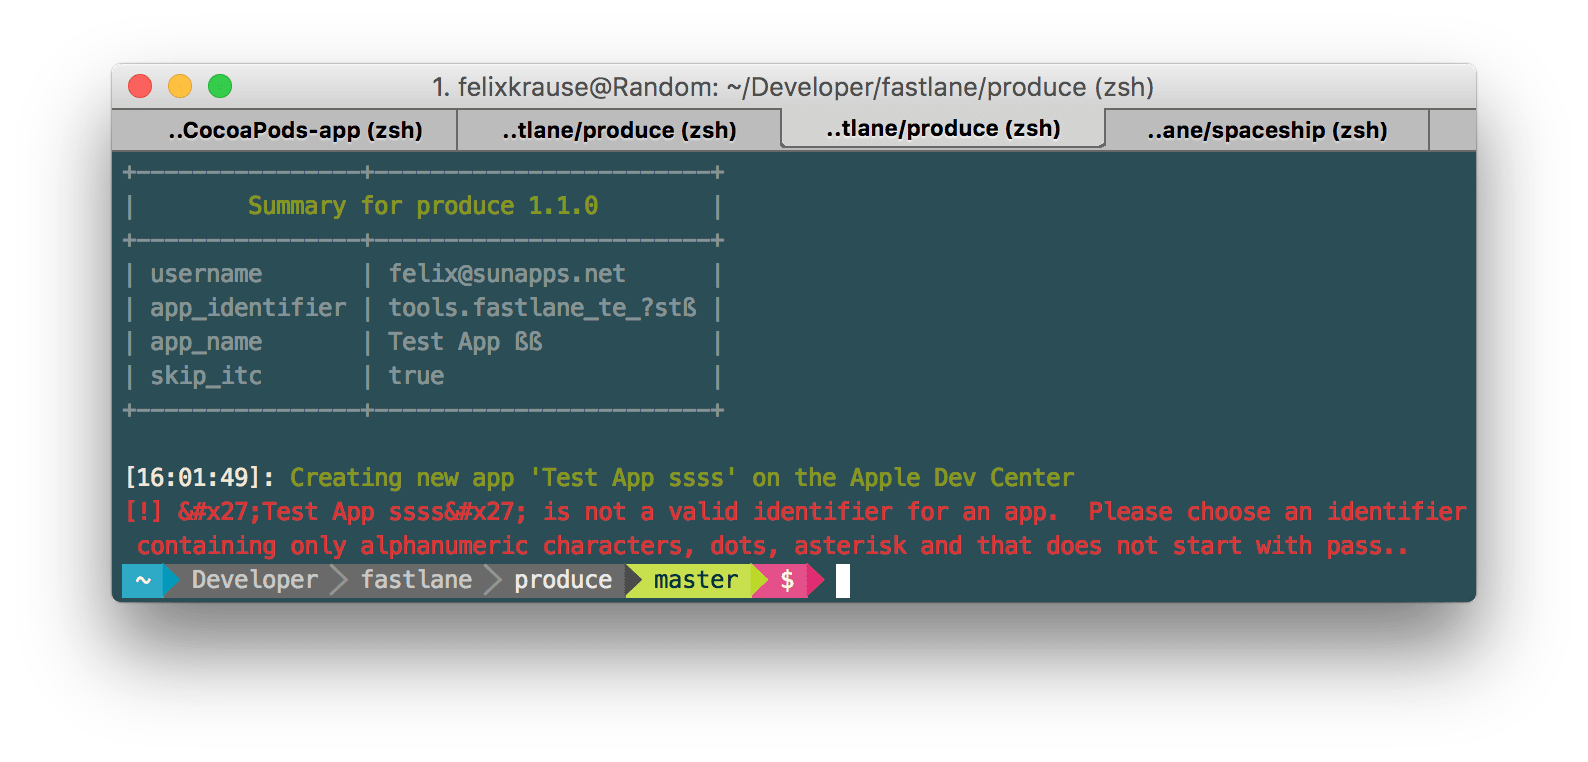 1. felixkrause@Random: ~/Developer/fastlane/produce (zsh)
..CocoaPods-app (zsh) ..tlane/produce (zsh) ..tlane/produce (zsh) ..ane/spaceship (zsh)
+----------------+------------------------+
| Summary for produce 1.1.0 |
+----------------+------------------------+
| username | felix@sunapps.net |
| app_identifier | tools.fastlane_te_?stß |
| app_name | Test App ßß |
| skip_itc | true |
+----------------+------------------------+
[16:01:49]: Creating new app 'Test App ssss' on the Apple Dev Center
[!] &#x27;Test App ssss&#x27; is not a valid identifier for an app.  Please choose an identifier
containing only alphanumeric characters, dots, asterisk and that does not start with pass..
~ Developer fastlane produce master $